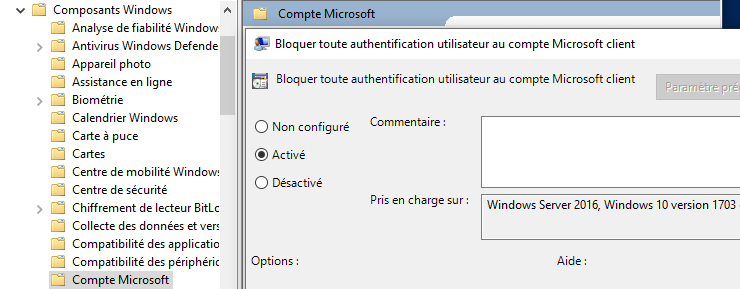 Composants Windows
Analyse de fiabilité Window
Antivirus Windows Defende
Appareil photo
Assistance en ligne
Biométrie
Calendrier Windows
Carte à puce
Cartes
Centre de mobilité Window
Centre de sécurité
Chiffrement de lecteur BitLo
Collecte des données et vers
Compatibilité des application
Compatibilité des périphéric
Compte Microsoft
Compte Microsoft
Bloquer toute authentification utilisateur au compte Microsoft client
Bloquer toute authentification utilisateur au compte Microsoft client
Paramètre pré
Non configuré
Commentaire :
Activé
Désactivé
Pris en charge sur :
Windows Server 2016, Windows 10 version 1703
Options :
Aide :